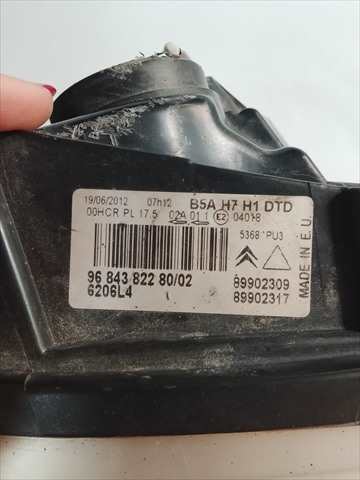 19/06/2012 07h12 B5A H7 H1 DTD
00HCR PL 17.5 02A 01 1 E2 04018
5368 PU3
MADE IN E.U.
96 843 822 80/02 89902309
6206L4 89902317